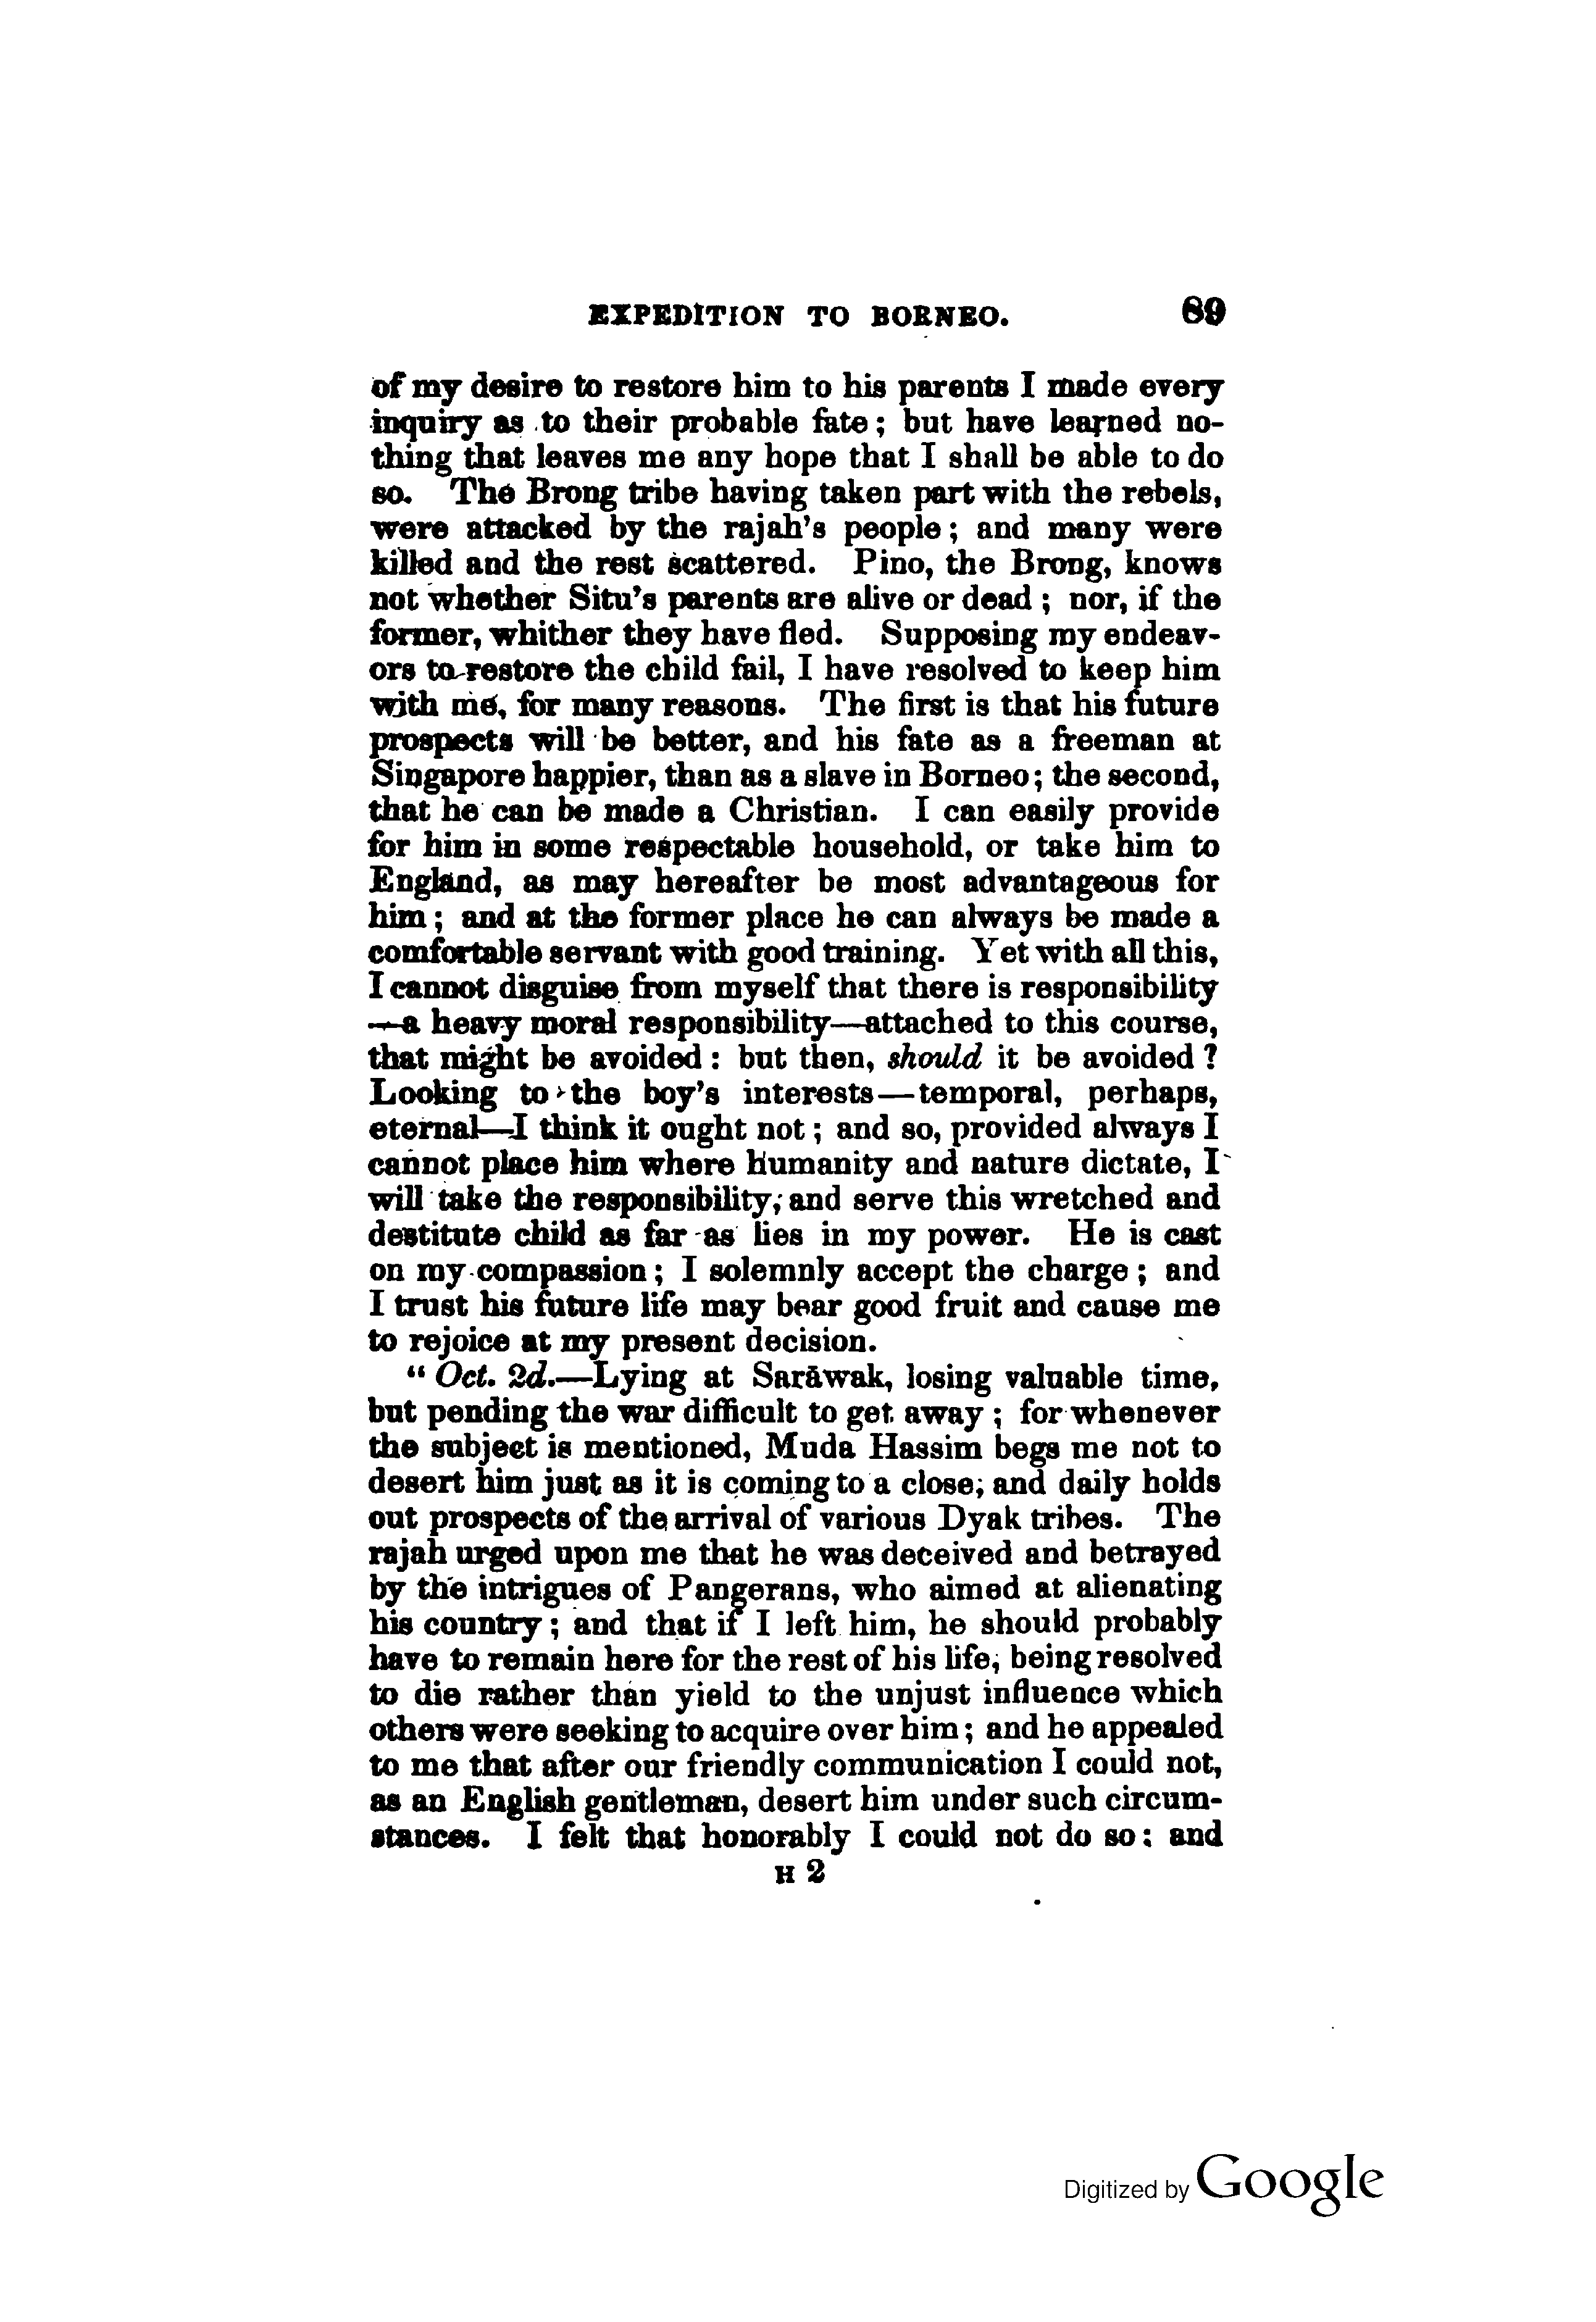 EXPEDITION TO BORNEO. 89
of my desire to restore him to his parents I made every
inquiry as to their probable fate; but have learned no-
thing that leaves me any hope that I shall be able to do
so. The Brong tribe having taken part with the rebels,
were attacked by the rajah's people; and many were
killed and the rest scattered. Pino, the Brong, knows
not whether Situ's parents are alive or dead; nor, if the
former, whither they have fled. Supposing my endeav-
ors to restore the child fail, I have resolved to keep him
with me, for many reasons. The first is that his future
prospects will be better, and his fate as a freeman at
Singapore happier, than as a slave in Borneo; the second,
that he can be made a Christian. I can easily provide
for him in some respectable household, or take him to
England, as may hereafter be most advantageous for
him; and at the former place he can always be made a
comfortable servant with good training. Yet with all this,
I cannot disguise from myself that there is responsibility
—a heavy moral responsibility—attached to this course,
that might be avoided: but then, should it be avoided?
Looking to the boy's interests—temporal, perhaps,
eternal—I think it ought not; and so, provided always I
cannot place him where humanity and nature dictate, I
will take the responsibility, and serve this wretched and
destitute child as far as lies in my power. He is cast
on my compassion; I solemnly accept the charge; and
I trust his future life may bear good fruit and cause me
to rejoice at my present decision.
"Oct. 2d.—Lying at Sarāwak, losing valuable time,
but pending the war difficult to get away; for whenever
the subject is mentioned, Muda Hassim begs me not to
desert him just as it is coming to a close; and daily holds
out prospects of the arrival of various Dyak tribes. The
rajah urged upon me that he was deceived and betrayed
by the intrigues of Pangerans, who aimed at alienating
his country; and that if I left him, he should probably
have to remain here for the rest of his life, being resolved
to die rather than yield to the unjust influence which
others were seeking to acquire over him; and he appealed
to me that after our friendly communication I could not,
as an English gentleman, desert him under such circum-
stances. I felt that honorably I could not do so; and
H 2
Digitized by Google